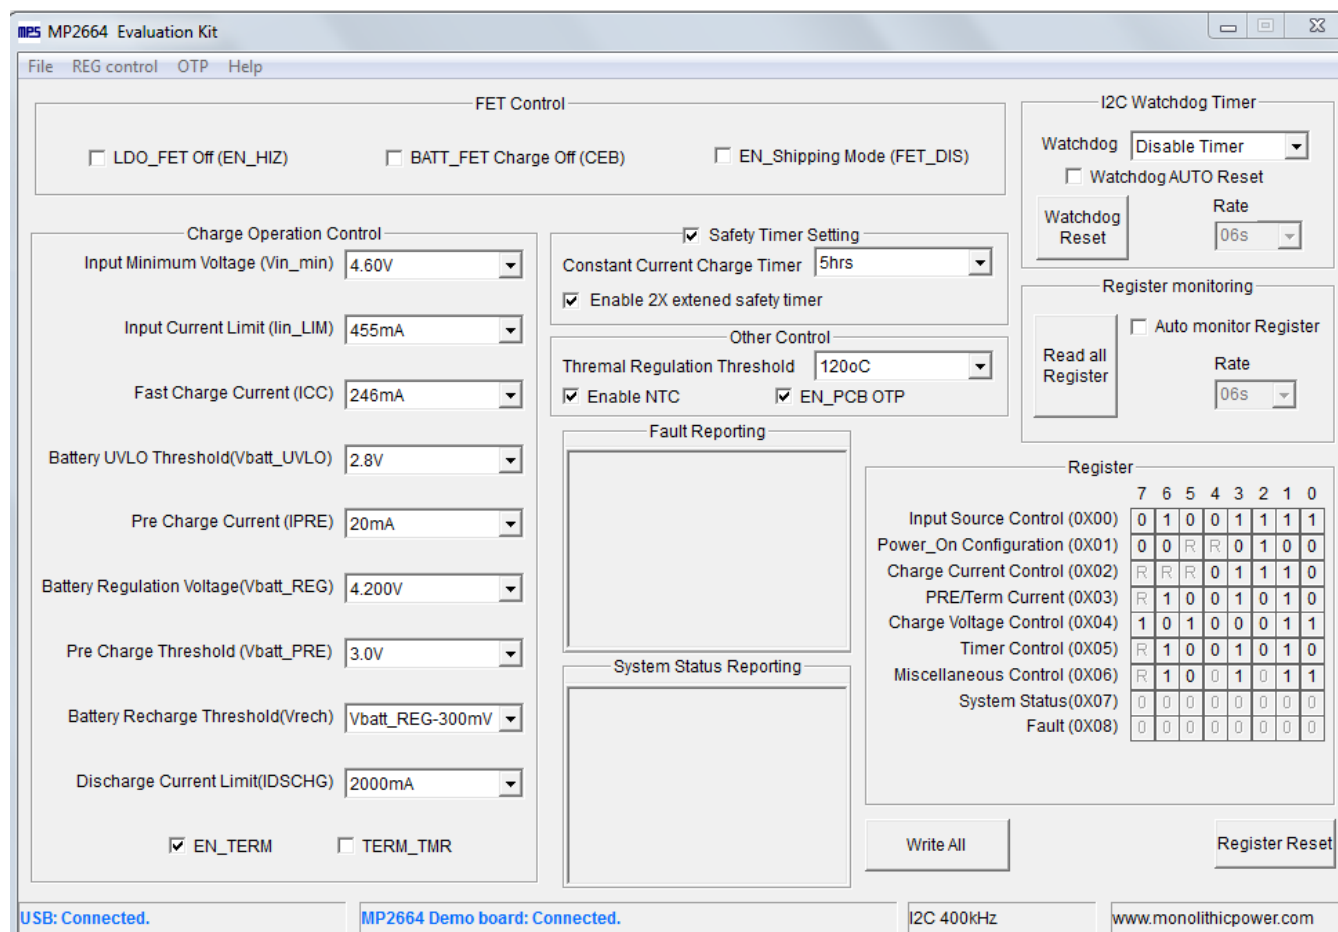 mps MP2664 Evaluation Kit
File REG control OTP Help
FET Control
LDO_FET Off (EN_HIZ)
BATT_FET Charge Off (CEB)
EN_Shipping Mode (FET_DIS)
I2C Watchdog Timer
Watchdog Disable Timer
Watchdog AUTO Reset
Watchdog
Reset
Rate
06s
Charge Operation Control
Input Minimum Voltage (Vin_min) 4.60V
Input Current Limit (Iin_LIM) 455mA
Fast Charge Current (ICC) 246mA
Battery UVLO Threshold(Vbatt_UVLO) 2.8V
Pre Charge Current (IPRE) 20mA
Battery Regulation Voltage(Vbatt_REG) 4.200V
Pre Charge Threshold (Vbatt_PRE) 3.0V
Battery Recharge Threshold(Vrech) Vbatt_REG-300mV
Discharge Current Limit(IDSCHG) 2000mA
EN_TERM TERM_TMR
Safety Timer Setting
Constant Current Charge Timer 5hrs
Enable 2X extened safety timer
Other Control
Thremal Regulation Threshold 120oC
Enable NTC EN_PCB OTP
Fault Reporting
System Status Reporting
Register monitoring
Read all
Register
Auto monitor Register
Rate
06s
Register
7 6 5 4 3 2 1 0
Input Source Control (0X00) 0 1 0 0 1 1 1 1
Power_On Configuration (0X01) 0 0 R R 0 1 0 0
Charge Current Control (0X02) R R R 0 1 1 1 0
PRE/Term Current (0X03) R 1 0 0 1 0 1 0
Charge Voltage Control (0X04) 1 0 1 0 0 0 1 1
Timer Control (0X05) R 1 0 0 1 0 1 0
Miscellaneous Control (0X06) R 1 0 0 1 0 1 1
System Status(0X07) 0 0 0 0 0 0 0 0
Fault (0X08) 0 0 0 0 0 0 0 0
Write All
Register Reset
USB: Connected.
MP2664 Demo board: Connected.
I2C 400kHz
www.monolithicpower.com